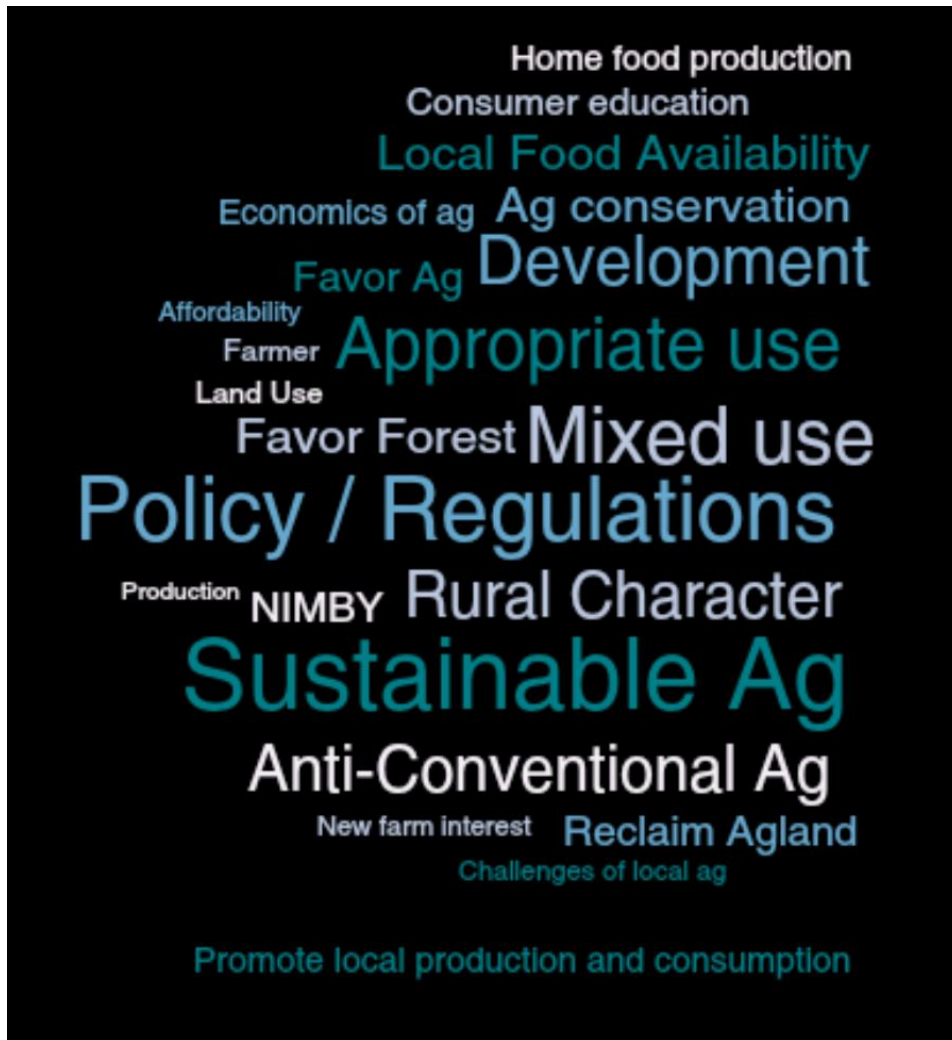 Home food production
Consumer education
Local Food Availability
Economics of ag Ag conservation
Favor Ag Development
Affordability
Farmer Appropriate use
Land Use
Favor Forest Mixed use
Policy / Regulations
Production NIMBY Rural Character
Sustainable Ag
Anti-Conventional Ag
New farm interest Reclaim Agland
Challenges of local ag
Promote local production and consumption